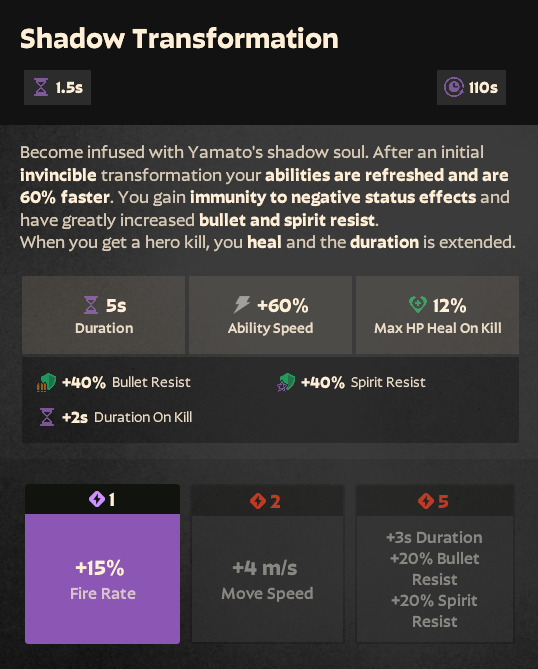 Shadow Transformation
1.5s
110s
Become infused with Yamato's shadow soul. After an initial
invincible transformation your abilities are refreshed and are
60% faster. You gain immunity to negative status effects and
have greatly increased bullet and spirit resist.
When you get a hero kill, you heal and the duration is extended.
5s
Duration
+60%
Ability Speed
12%
Max HP Heal On Kill
+40% Bullet Resist
+40% Spirit Resist
+2s Duration On Kill
1
+15%
Fire Rate
2
+4 m/s
Move Speed
5
+3s Duration
+20% Bullet
Resist
+20% Spirit
Resist